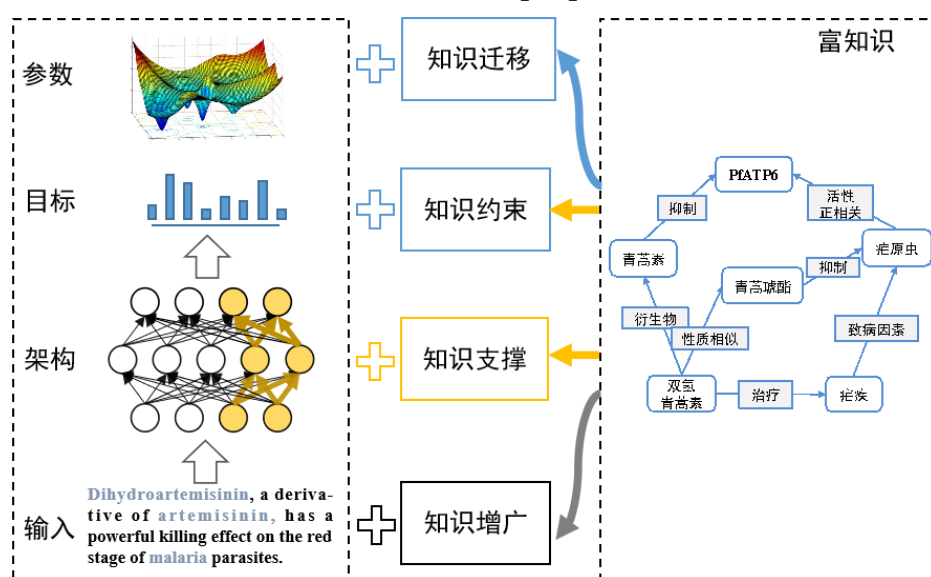 富知识
参数
知识迁移
目标
知识约束
架构
知识支撑
输入
Dihydroartemisinin, a deriva-
tive of artemisinin, has a
powerful killing effect on the red
stage of malaria parasites.
知识增广
PfATP6
抑制
活性
正相关
青蒿素
疟原虫
青蒿琥酯
抑制
衍生物
性质相似
致病因素
双氢
青蒿素
治疗
疟疾